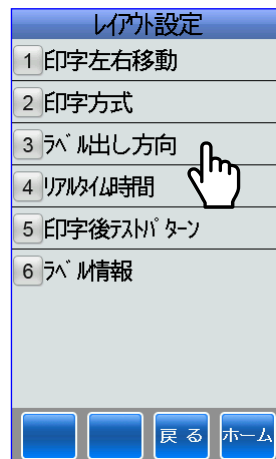 ﾚｲｱｳﾄ設定
1 印字左右移動
2 印字方式
3 ﾗﾍﾞﾙ出し方向
4 ﾘｱﾙﾀｲﾑ時間
5 印字後ﾃｽﾄﾊﾟﾀｰﾝ
6 ﾗﾍﾞﾙ情報
戻る ホーム